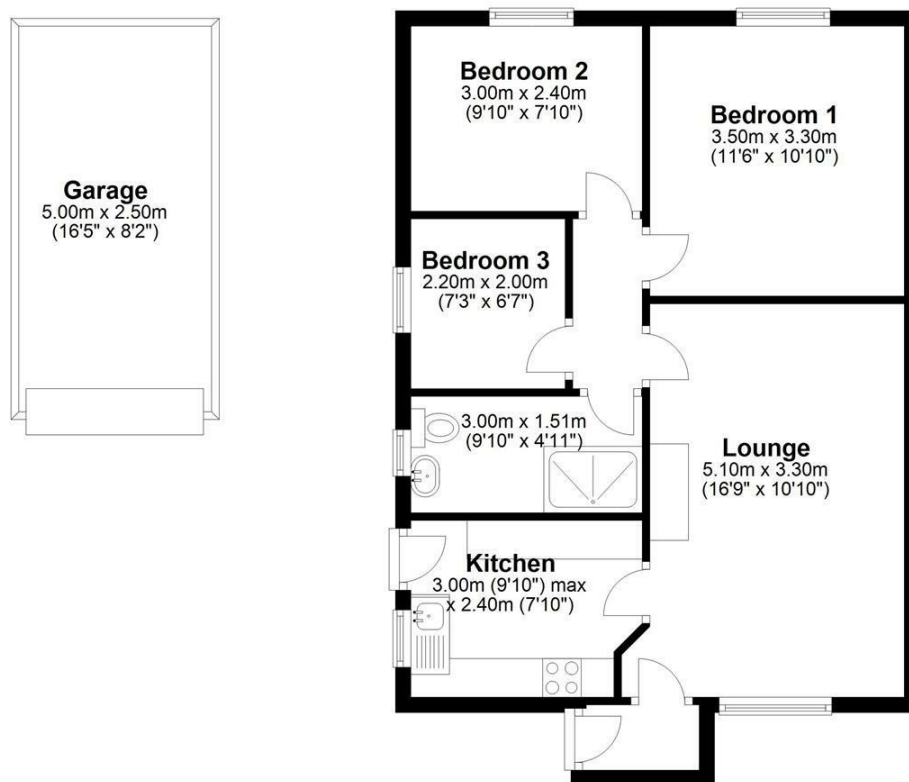 Garage
5.00m x 2.50m
(16'5" x 8'2")
Bedroom 2
3.00m x 2.40m
(9'10" x 7'10")
Bedroom 1
3.50m x 3.30m
(11'6" x 10'10")
Bedroom 3
2.20m x 2.00m
(7'3" x 6'7")
3.00m x 1.51m
(9'10" x 4'11")
Lounge
5.10m x 3.30m
(16'9" x 10'10")
Kitchen
3.00m (9'10") max
x 2.40m (7'10")